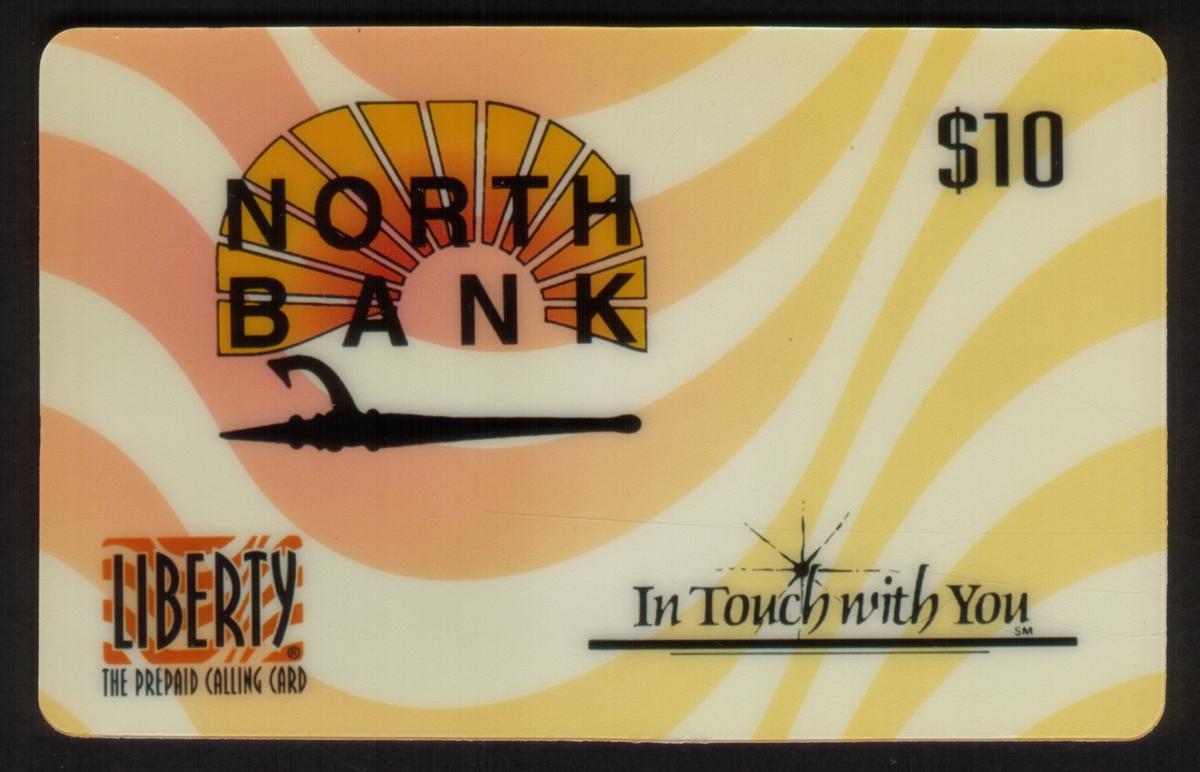 $10
NORTH
BANK
LIBERTY®
THE PREPAID CALLING CARD
In Touch with You
SM